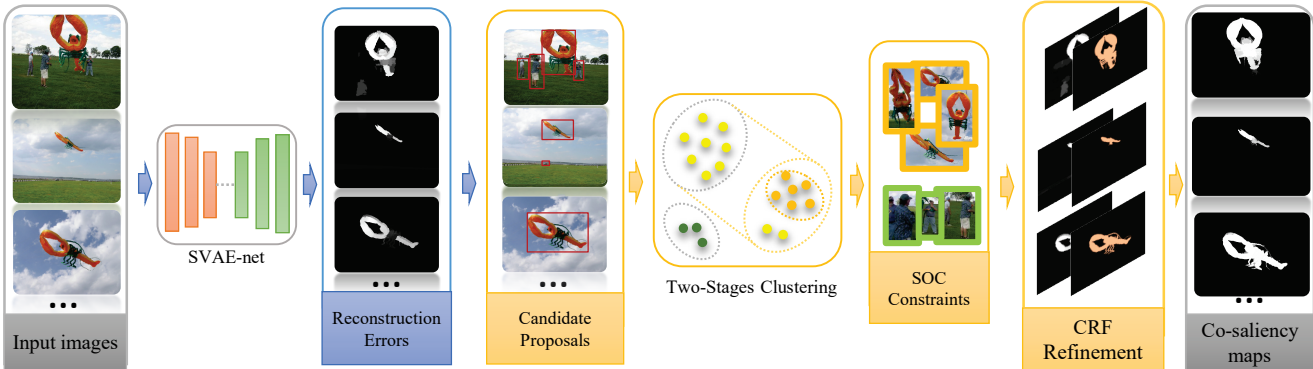 Input images
SVAE-net
Reconstruction
Errors
Candidate
Proposals
Two-Stages Clustering
SOC
Constraints
CRF
Refinement
Co-saliency
maps